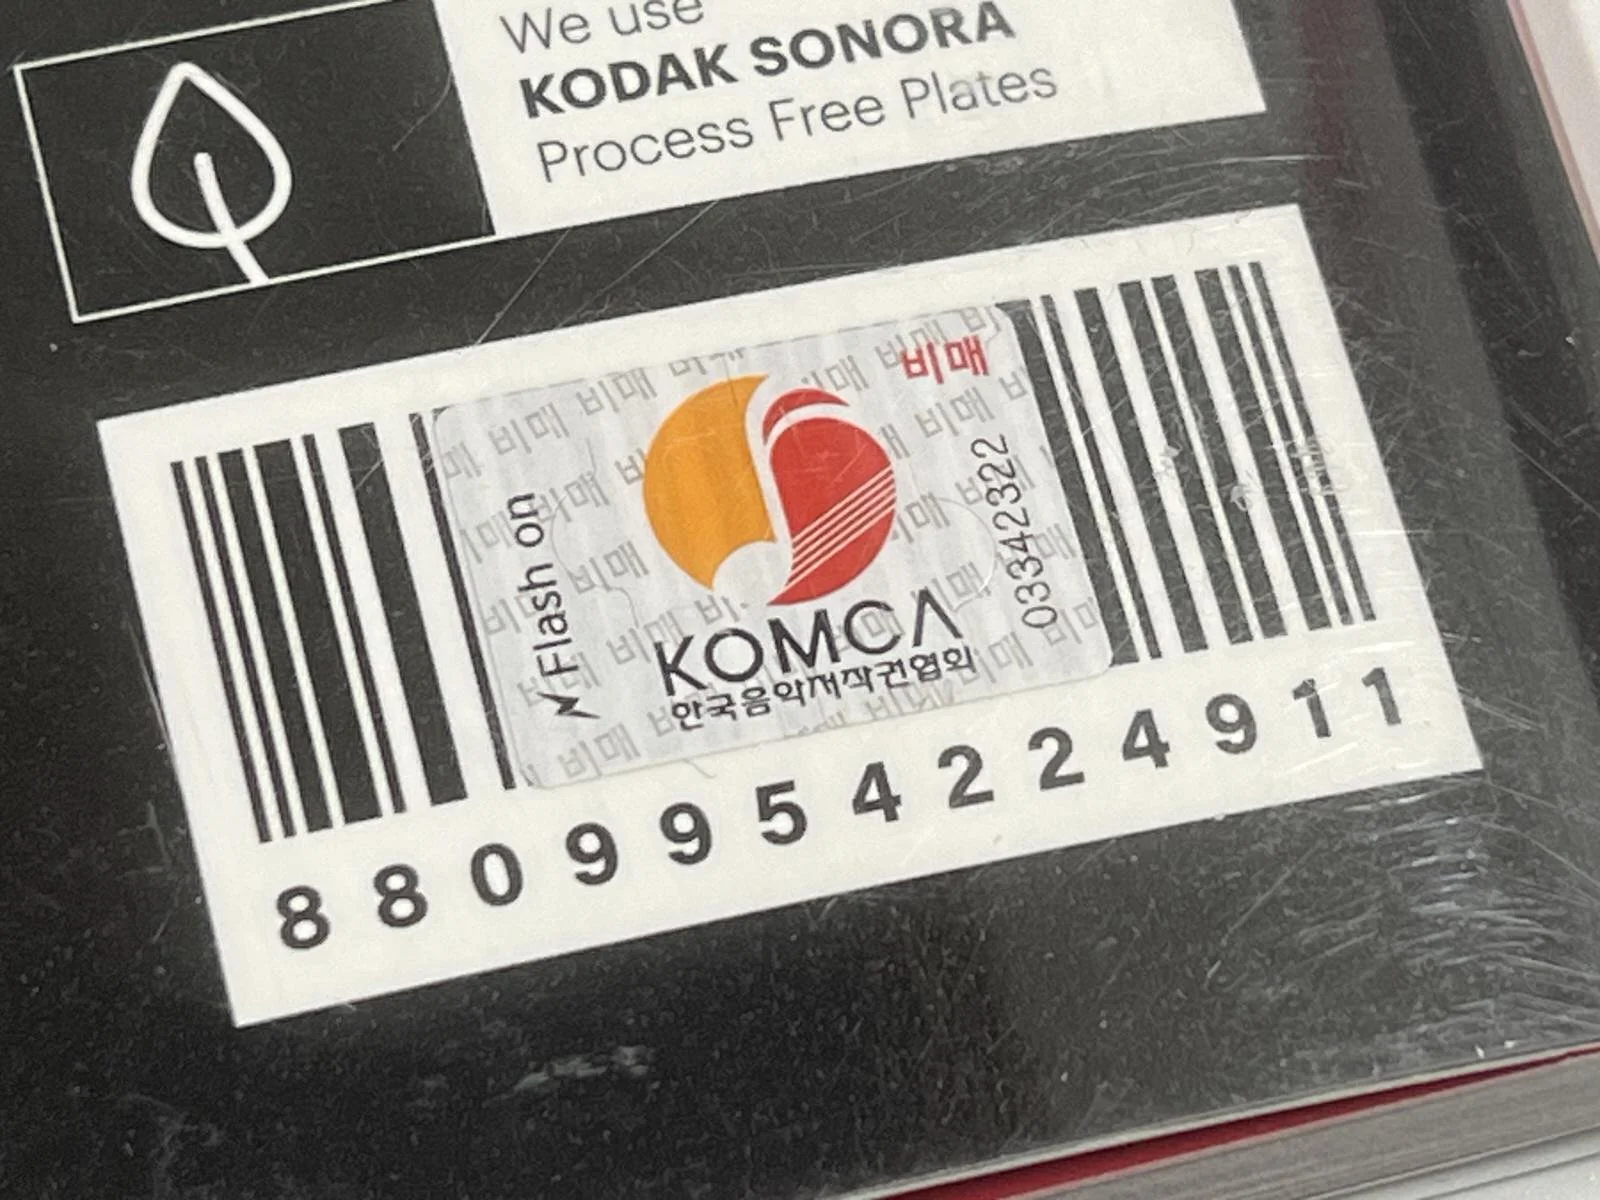 We use
KODAK SONORA
Process Free Plates
비매
Flash on
03342322
KOMCA
한국음악저작권협회
8809954224911